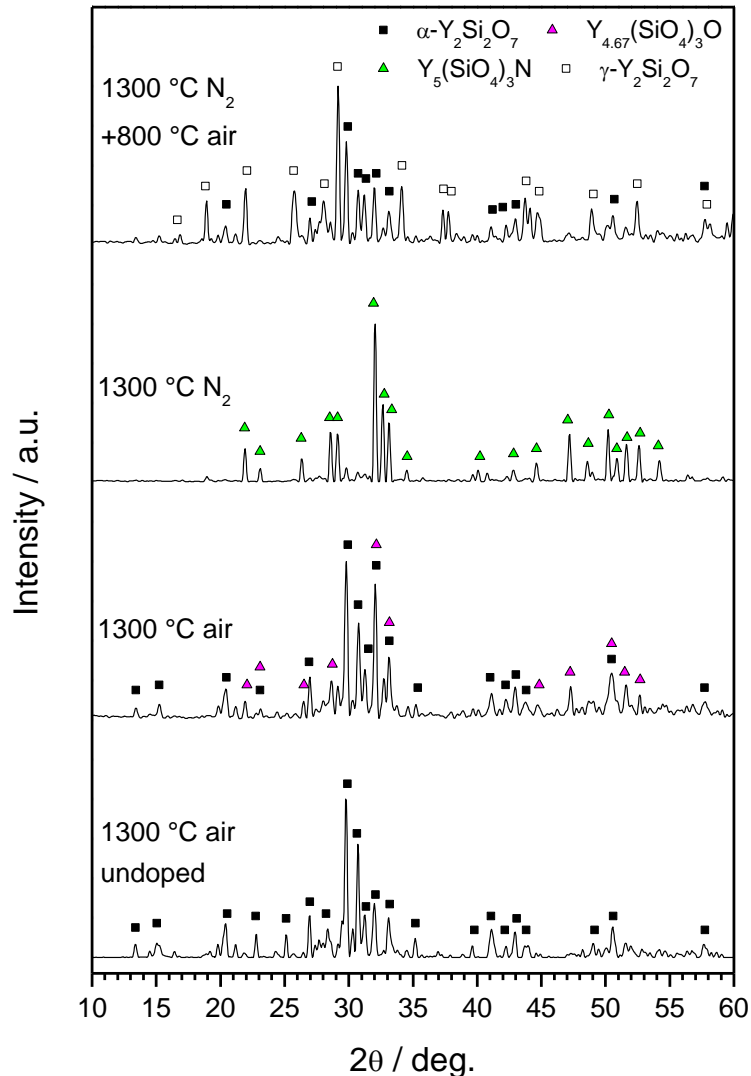 ■ α-Y₂Si₂O₇ ▲ Y₄.₆₇(SiO₄)₃O
▲ Y₅(SiO₄)₃N □ γ-Y₂Si₂O₇
1300 °C N₂
+800 °C air
1300 °C N₂
1300 °C air
1300 °C air
undoped
Intensity / a.u.
10 15 20 25 30 35 40 45 50 55 60
2θ / deg.